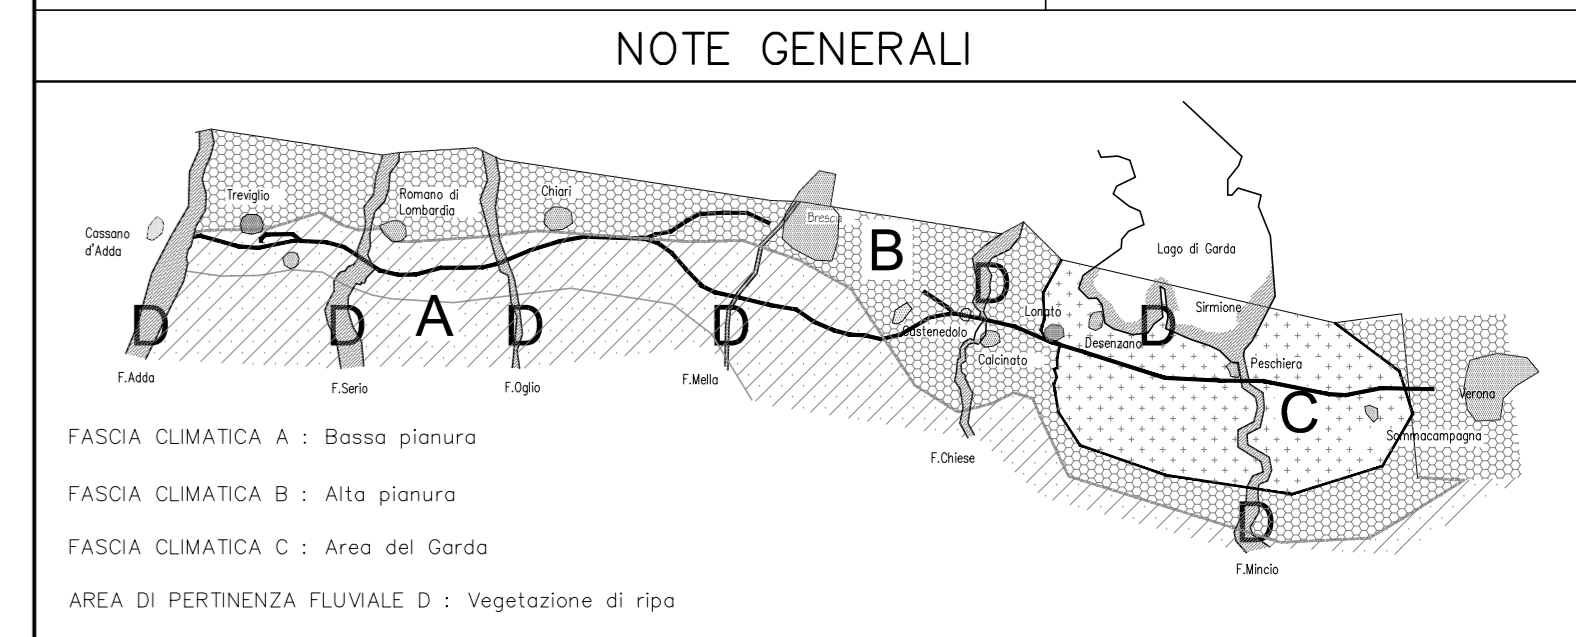 NOTE GENERALI
Treviglio
Romano di
Lombardia
Chiari
Brescia
Cassano
d'Adda
B
Lago di Garda
D
Sirmione
Lonato
D
D
D
A
D
D
Castenedolo
Calcinato
Desenzano
D
Peschiera
F.Adda
F.Serio
F.Oglio
F.Mella
Verona
C
Sommacampagna
F.Chiese
D
F.Mincio
FASCIA CLIMATICA A : Bassa pianura
FASCIA CLIMATICA B : Alta pianura
FASCIA CLIMATICA C : Area del Garda
AREA DI PERTINENZA FLUVIALE D : Vegetazione di ripa